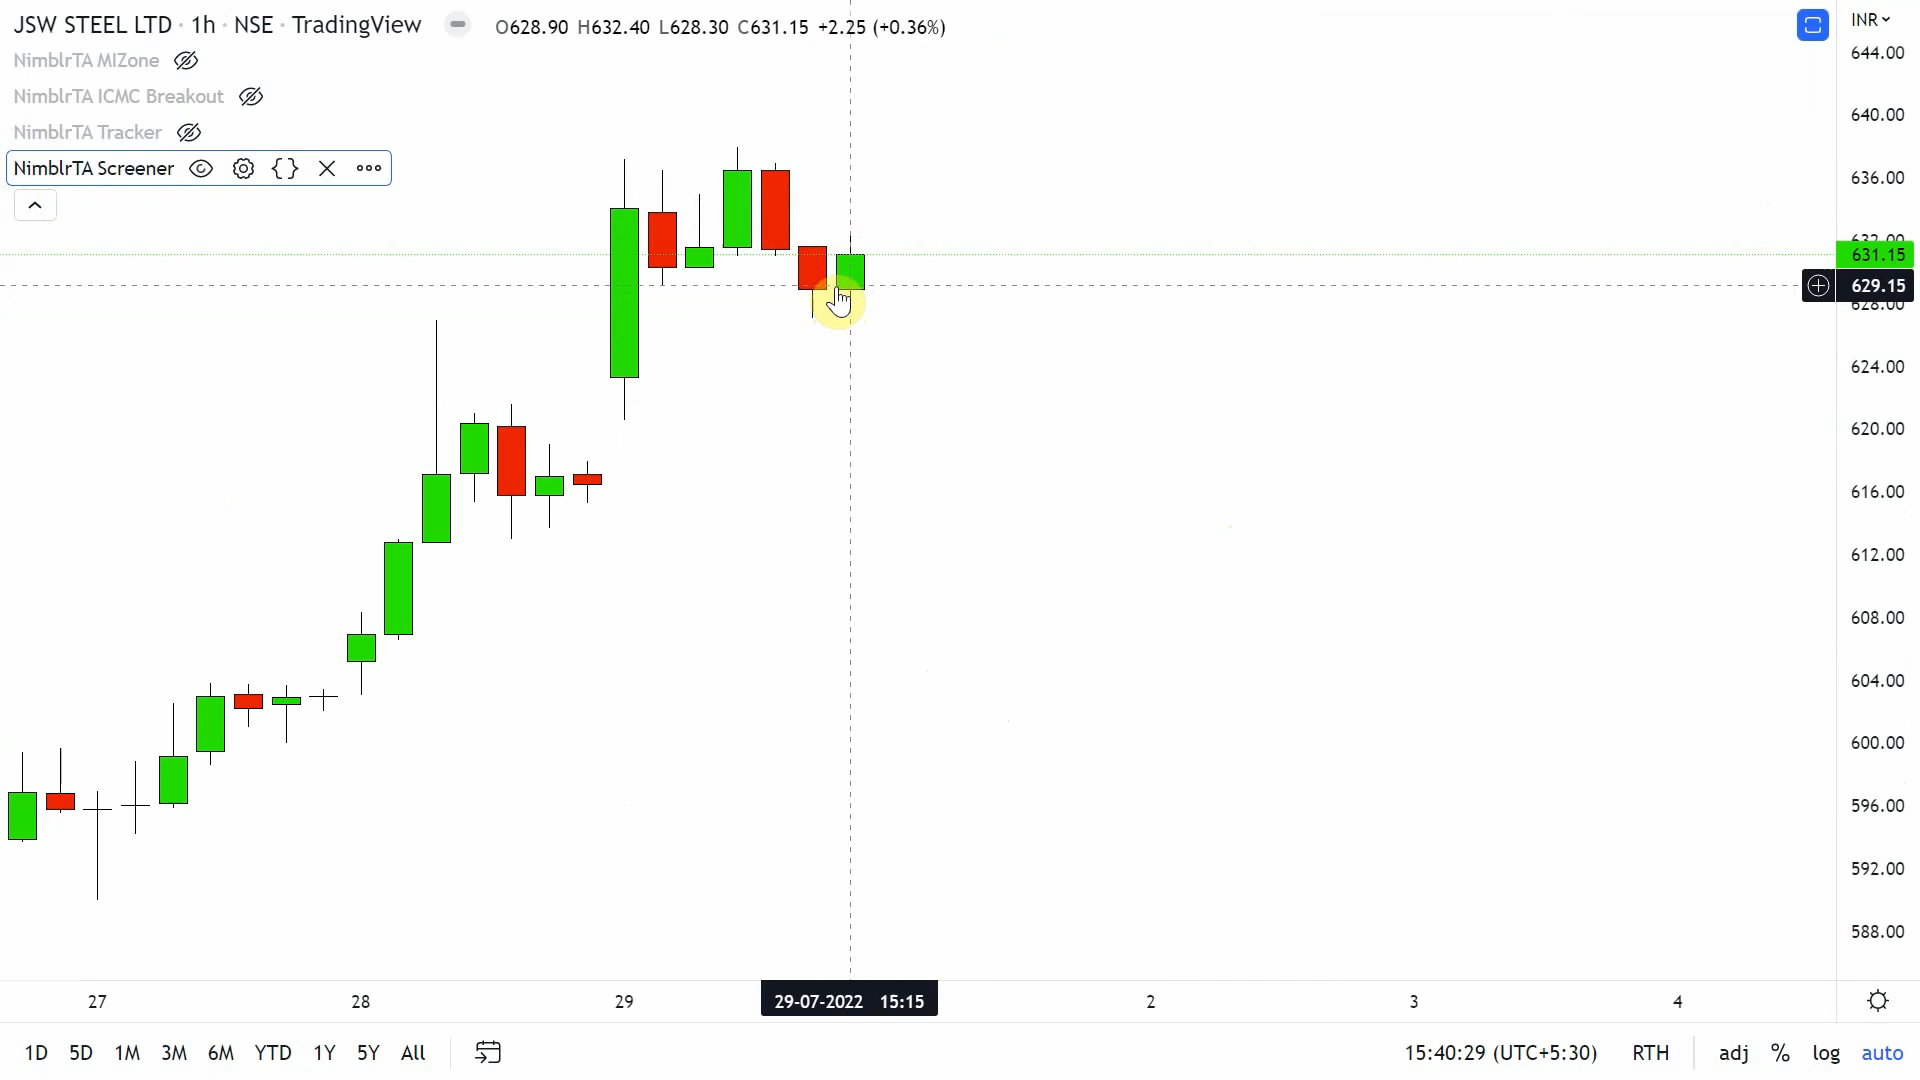 JSW STEEL LTD · 1h · NSE · TradingView O628.90 H632.40 L628.30 C631.15 +2.25 (+0.36%)
INR
NimblrTA MIZone
NimblrTA ICMC Breakout
NimblrTA Tracker
NimblrTA Screener
644.00
640.00
636.00
632.00
631.15
629.15
628.00
624.00
620.00
616.00
612.00
608.00
604.00
600.00
596.00
592.00
588.00
27 28 29 29-07-2022 15:15 2 3 4
1D 5D 1M 3M 6M YTD 1Y 5Y All 15:40:29 (UTC+5:30) RTH adj % log auto